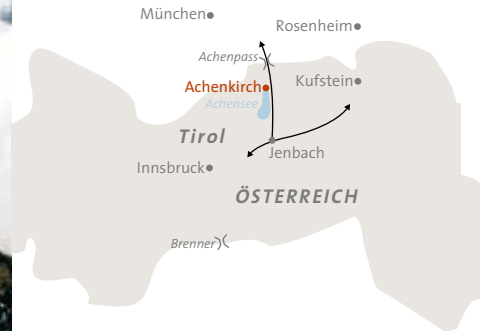 München
Rosenheim
Achenpass
Achenkirch
Kufstein
Achensee
Tirol
Jenbach
Innsbruck
ÖSTERREICH
Brenner